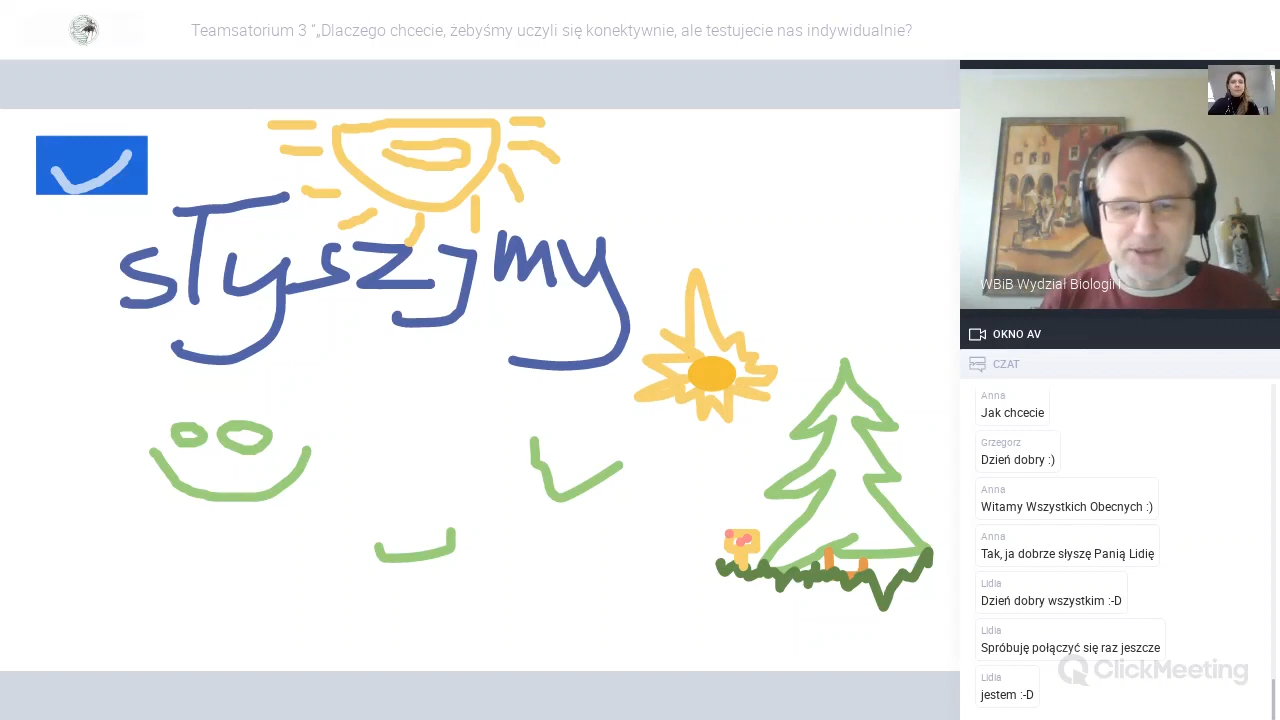 Teamsatorium 3 “„Dlaczego chcecie, żebyśmy uczyli się konektywnie, ale testujecie nas indywidualnie?
słyszjmy
WBiB Wydział Biologii
OKNO AV
CZAT
Anna
Jak chcecie
Grzegorz
Dzień dobry :)
Anna
Witamy Wszystkich Obecnych :)
Anna
Tak, ja dobrze słyszę Panią Lidię
Lidia
Dzień dobry wszystkim :-D
Lidia
Spróbuję połączyć się raz jeszcze
Lidia
jestem :-D
ClickMeeting